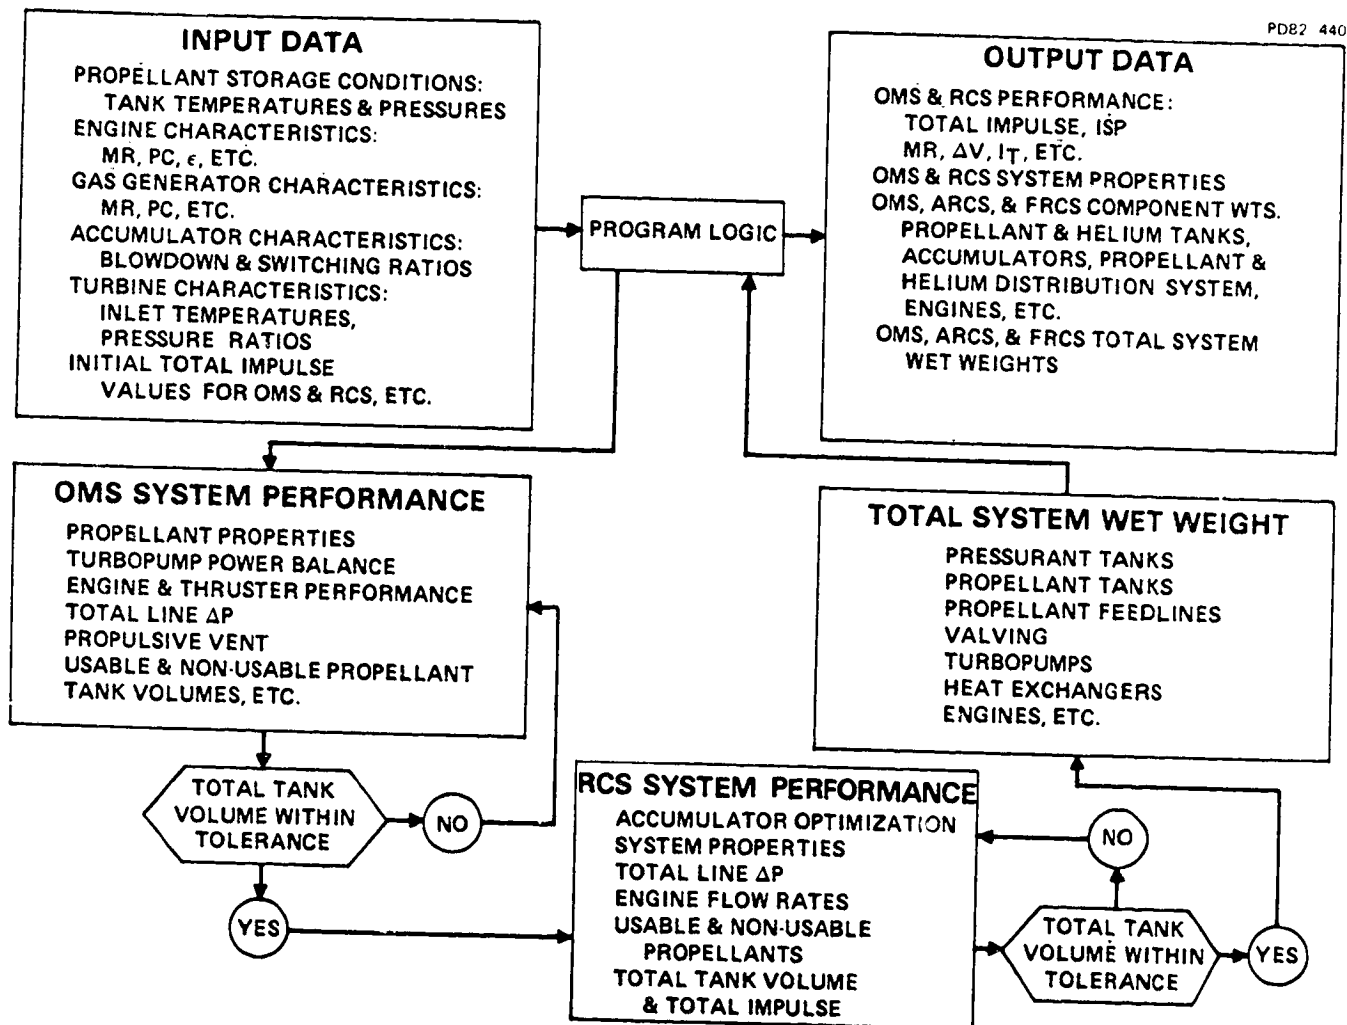 PD82 440
INPUT DATA
PROPELLANT STORAGE CONDITIONS:
TANK TEMPERATURES & PRESSURES
ENGINE CHARACTERISTICS:
MR, PC, ε, ETC.
GAS GENERATOR CHARACTERISTICS:
MR, PC, ETC.
ACCUMULATOR CHARACTERISTICS:
BLOWDOWN & SWITCHING RATIOS
TURBINE CHARACTERISTICS:
INLET TEMPERATURES,
PRESSURE RATIOS
INITIAL TOTAL IMPULSE
VALUES FOR OMS & RCS, ETC.
PROGRAM LOGIC
OUTPUT DATA
OMS & RCS PERFORMANCE:
TOTAL IMPULSE, ISP
MR, ΔV, IT, ETC.
OMS & RCS SYSTEM PROPERTIES
OMS, ARCS, & FRCS COMPONENT WTS.
PROPELLANT & HELIUM TANKS,
ACCUMULATORS, PROPELLANT &
HELIUM DISTRIBUTION SYSTEM,
ENGINES, ETC.
OMS, ARCS, & FRCS TOTAL SYSTEM
WET WEIGHTS
OMS SYSTEM PERFORMANCE
PROPELLANT PROPERTIES
TURBOPUMP POWER BALANCE
ENGINE & THRUSTER PERFORMANCE
TOTAL LINE ΔP
PROPULSIVE VENT
USABLE & NON-USABLE PROPELLANT
TANK VOLUMES, ETC.
TOTAL TANK
VOLUME WITHIN
TOLERANCE
NO
YES
RCS SYSTEM PERFORMANCE
ACCUMULATOR OPTIMIZATION
SYSTEM PROPERTIES
TOTAL LINE ΔP
ENGINE FLOW RATES
USABLE & NON-USABLE
PROPELLANTS
TOTAL TANK VOLUME
& TOTAL IMPULSE
TOTAL TANK
VOLUME WITHIN
TOLERANCE
NO
YES
TOTAL SYSTEM WET WEIGHT
PRESSURANT TANKS
PROPELLANT TANKS
PROPELLANT FEEDLINES
VALVING
TURBOPUMPS
HEAT EXCHANGERS
ENGINES, ETC.